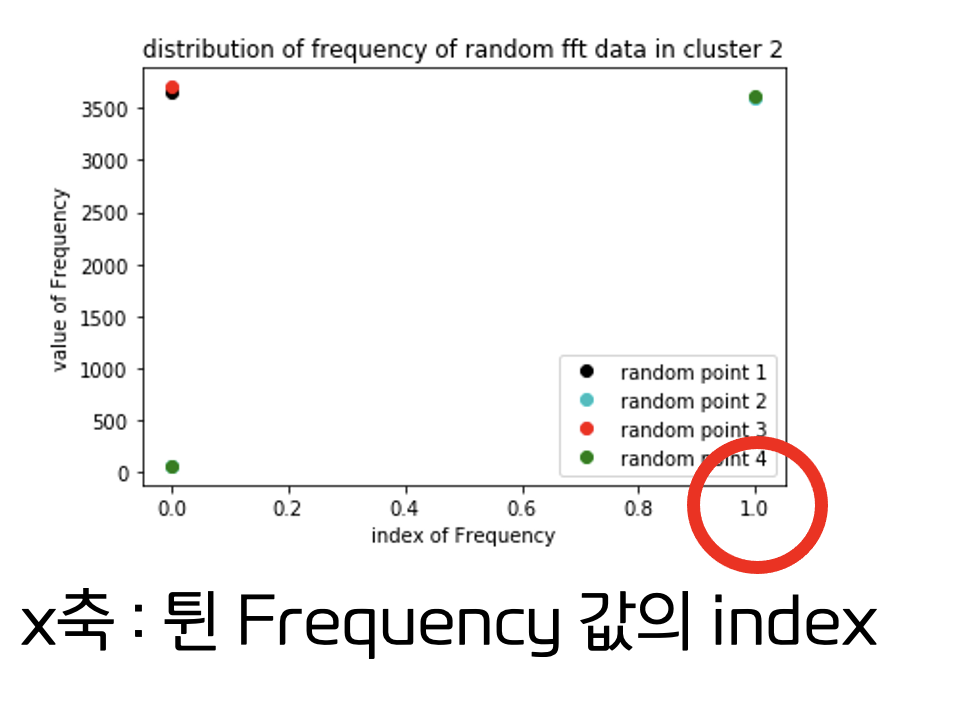 distribution of frequency of random fft data in cluster 2
value of Frequency
3500
3000
2500
2000
1500
1000
500
0
random point 1
random point 2
random point 3
random point 4
0.0 0.2 0.4 0.6 0.8 1.0
index of Frequency
x축 : 튄 Frequency 값의 index